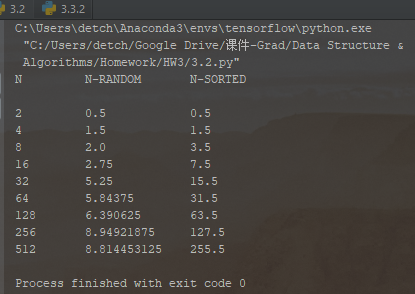 3.2 3.3.2
C:\Users\detch\Anaconda3\envs\tensorflow\python.exe
"C:/Users/detch/Google Drive/课件-Grad/Data Structure &
Algorithms/Homework/HW3/3.2.py"
N N-RANDOM N-SORTED
2 0.5 0.5
4 1.5 1.5
8 2.0 3.5
16 2.75 7.5
32 5.25 15.5
64 5.84375 31.5
128 6.390625 63.5
256 8.94921875 127.5
512 8.814453125 255.5
Process finished with exit code 0